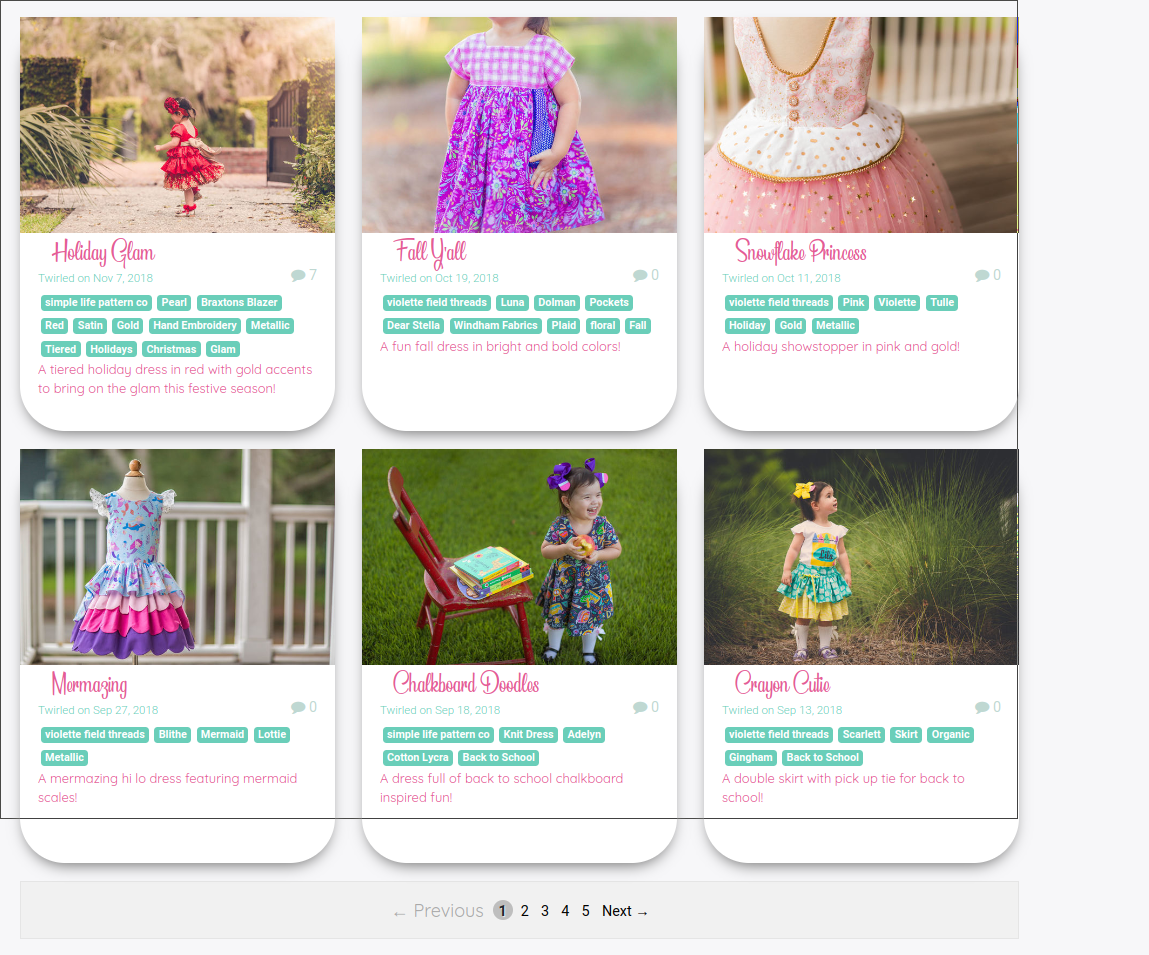 Holiday Glam
Twirled on Nov 7, 2018
7
simple life pattern co Pearl Braxtons Blazer
Red Satin Gold Hand Embroidery Metallic
Tiered Holidays Christmas Glam
A tiered holiday dress in red with gold accents
to bring on the glam this festive season!
Fall Y'all
Twirled on Oct 19, 2018
0
violette field threads Luna Dolman Pockets
Dear Stella Windham Fabrics Plaid floral Fall
A fun fall dress in bright and bold colors!
Snowflake Princess
Twirled on Oct 11, 2018
0
violette field threads Pink Violette Tulle
Holiday Gold Metallic
A holiday showstopper in pink and gold!
Mermazing
Twirled on Sep 27, 2018
0
violette field threads Blithe Mermaid Lottie
Metallic
A mermazing hi lo dress featuring mermaid
scales!
Chalkboard Doodles
Twirled on Sep 18, 2018
0
simple life pattern co Knit Dress Adelyn
Cotton Lycra Back to School
A dress full of back to school chalkboard
inspired fun!
Crayon Cutie
Twirled on Sep 13, 2018
0
violette field threads Scarlett Skirt Organic
Gingham Back to School
A double skirt with pick up tie for back to
school!
← Previous 1 2 3 4 5 Next →